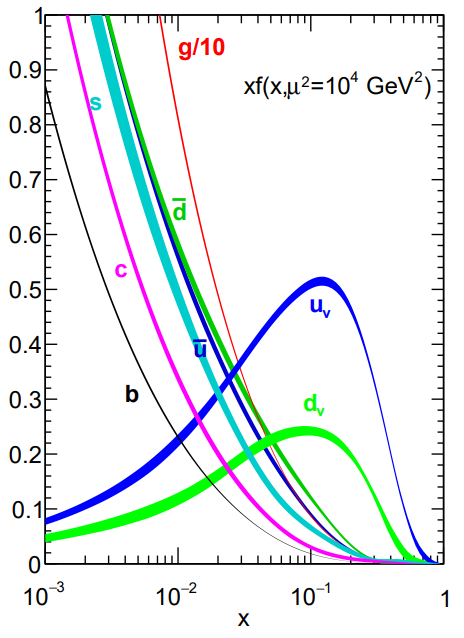 1
0.9
0.8
0.7
0.6
0.5
0.4
0.3
0.2
0.1
0
g/10
xf(x,μ²=10⁴ GeV²)
s
d̅
c
uᵥ
u̅
b
dᵥ
10⁻³ 10⁻² 10⁻¹ 1
x